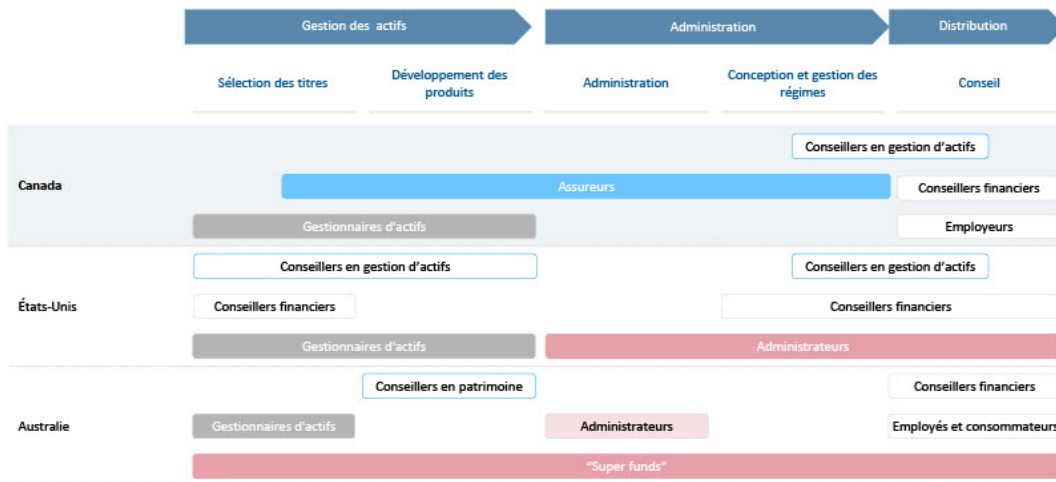 Gestion des actifs
Administration
Distribution
Sélection des titres
Développement des
produits
Administration
Conception et gestion des
régimes
Conseil
Canada
Conseillers en gestion d'actifs
Assureurs
Conseillers financiers
Gestionnaires d'actifs
Employeurs
États-Unis
Conseillers en gestion d'actifs
Conseillers en gestion d'actifs
Conseillers financiers
Conseillers financiers
Gestionnaires d'actifs
Administrateurs
Australie
Conseillers en patrimoine
Conseillers financiers
Gestionnaires d'actifs
Administrateurs
Employés et consommateurs
"Super funds"